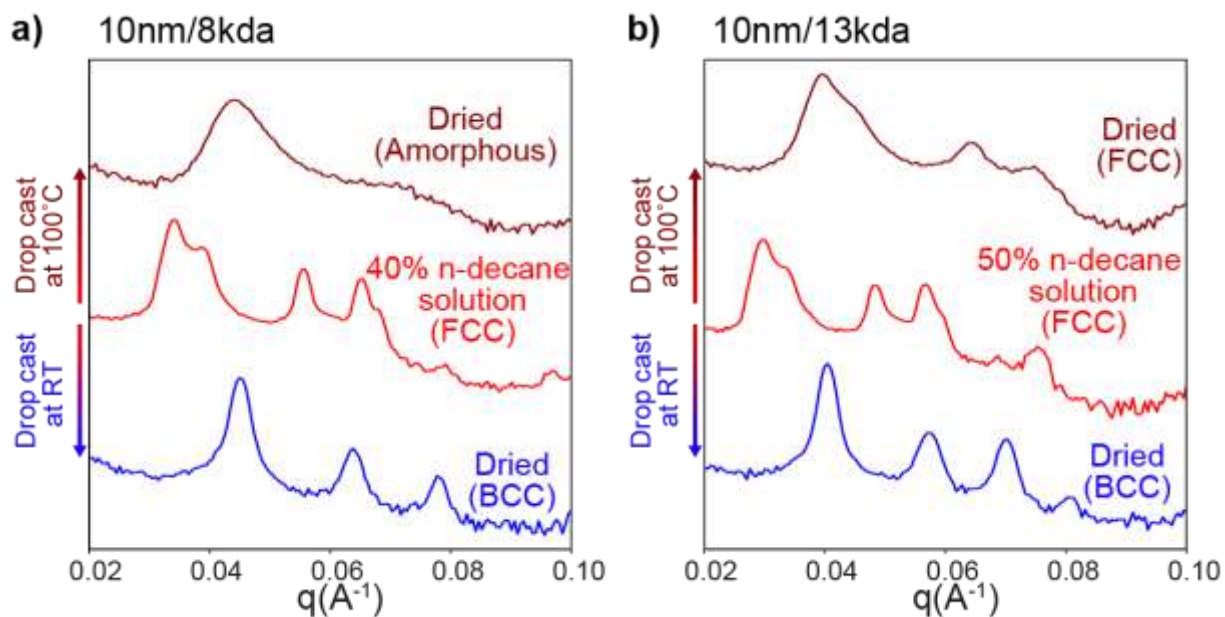 a) 10nm/8kda
Dried
(Amorphous)
40% n-decane
solution
(FCC)
Dried
(BCC)
Drop cast
at 100˚C
Drop cast
at RT
0.02 0.04 0.06 0.08 0.10
q(A⁻¹)
b) 10nm/13kda
Dried
(FCC)
50% n-decane
solution
(FCC)
Dried
(BCC)
Drop cast
at 100˚C
Drop cast
at RT
0.02 0.04 0.06 0.08 0.10
q(A⁻¹)